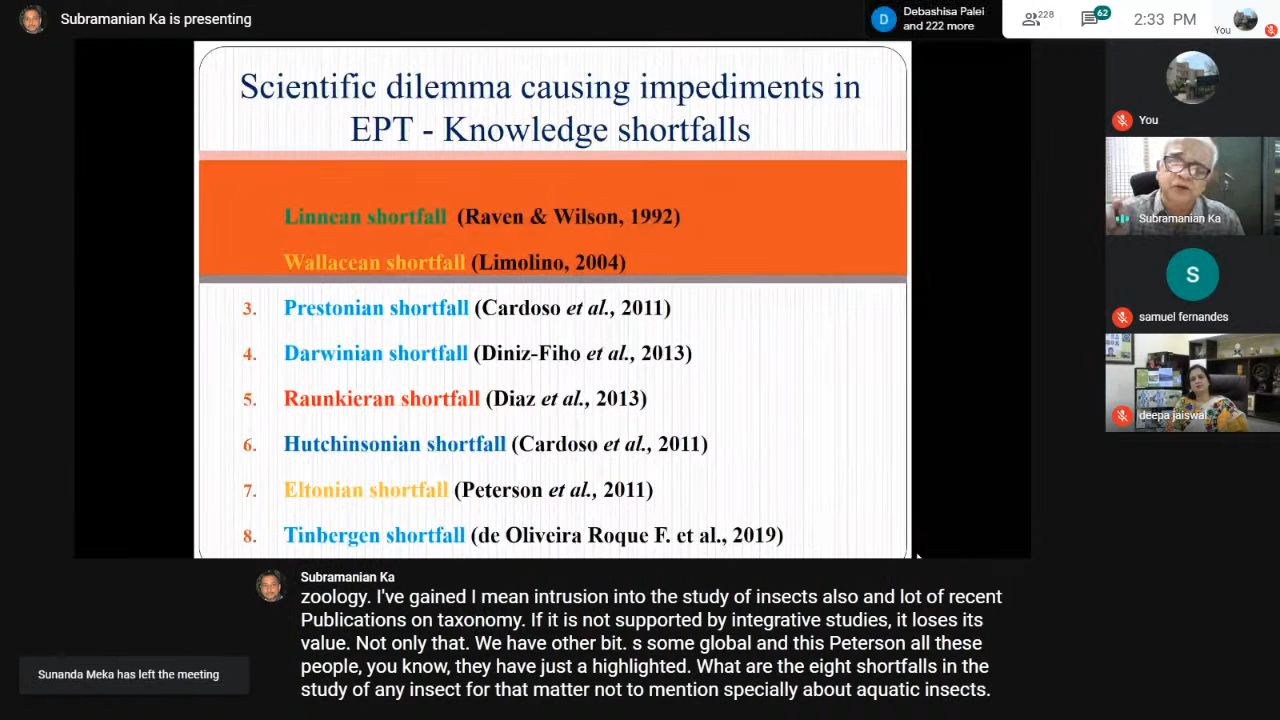 Subramanian Ka is presenting
D
Debashisa Palei
and 222 more
228
62
2:33 PM
You
Scientific dilemma causing impediments in
EPT - Knowledge shortfalls
Linnean shortfall (Raven & Wilson, 1992)
Wallacean shortfall (Limolino, 2004)
3. Prestonian shortfall (Cardoso et al., 2011)
4. Darwinian shortfall (Diniz-Fiho et al., 2013)
5. Raunkieran shortfall (Diaz et al., 2013)
6. Hutchinsonian shortfall (Cardoso et al., 2011)
7. Eltonian shortfall (Peterson et al., 2011)
8. Tinbergen shortfall (de Oliveira Roque F. et al., 2019)
You
Subramanian Ka
S
samuel fernandes
deepa jaiswal
Subramanian Ka
zoology. I've gained I mean intrusion into the study of insects also and lot of recent
Publications on taxonomy. If it is not supported by integrative studies, it loses its
value. Not only that. We have other bit. s some global and this Peterson all these
people, you know, they have just a highlighted. What are the eight shortfalls in the
study of any insect for that matter not to mention specially about aquatic insects.
Sunanda Meka has left the meeting